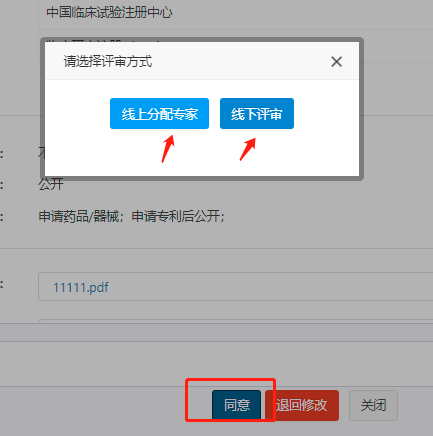 中国临床试验注册中心
请选择评审方式
线上分配专家
线下评审
:
: 公开
: 申请药品/器械；申请专利后公开；
: 11111.pdf
同意 退回修改 关闭